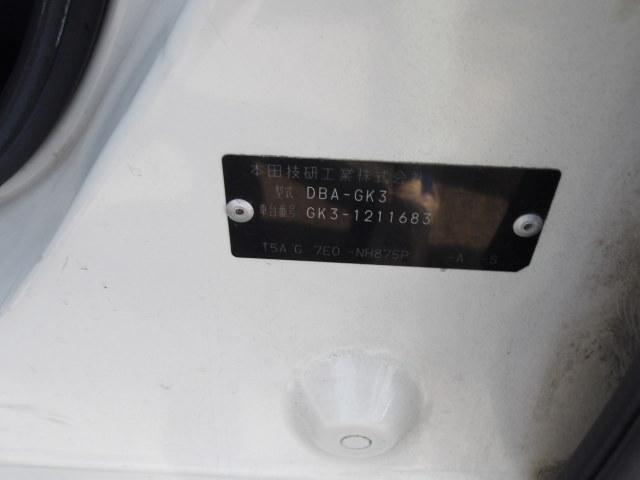 本田技研工業株式会社
型式 DBA-GK3
車台番号 GK3-1211683
T5A G 7E0 -NH875P -A -S